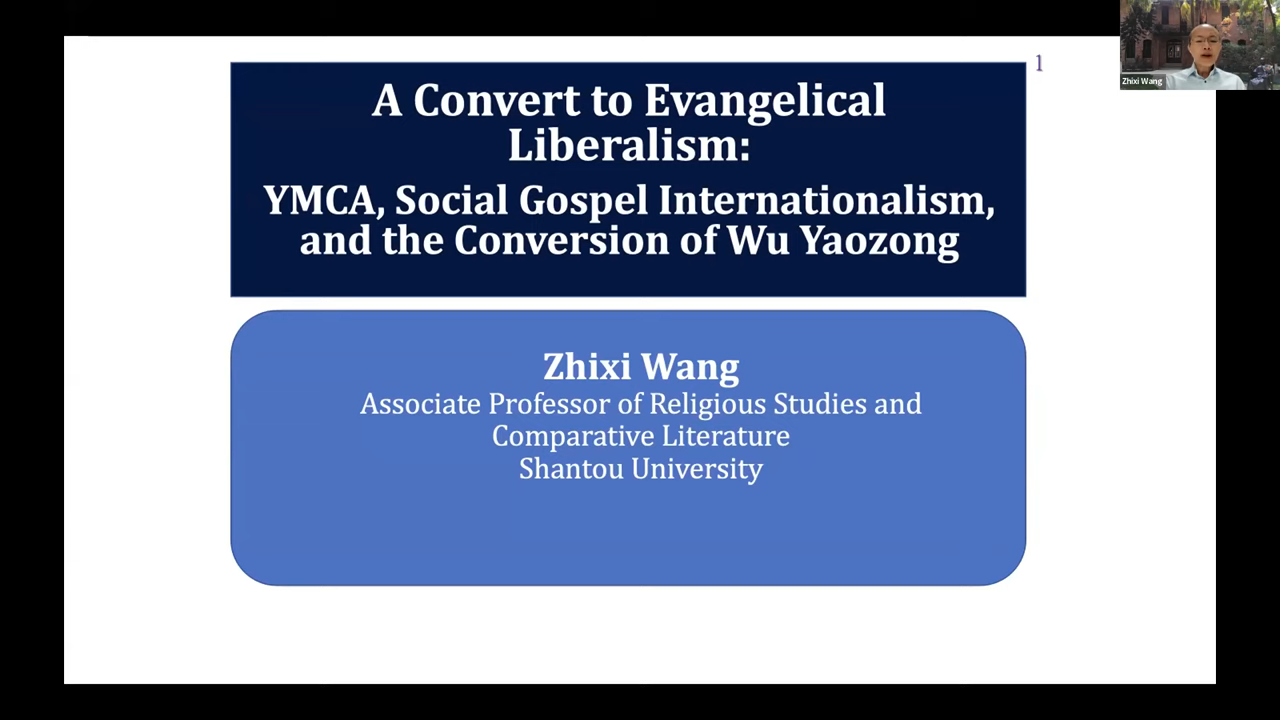 1
A Convert to Evangelical
Liberalism:
YMCA, Social Gospel Internationalism,
and the Conversion of Wu Yaozong
Zhixi Wang
Associate Professor of Religious Studies and
Comparative Literature
Shantou University
Zhixi Wang